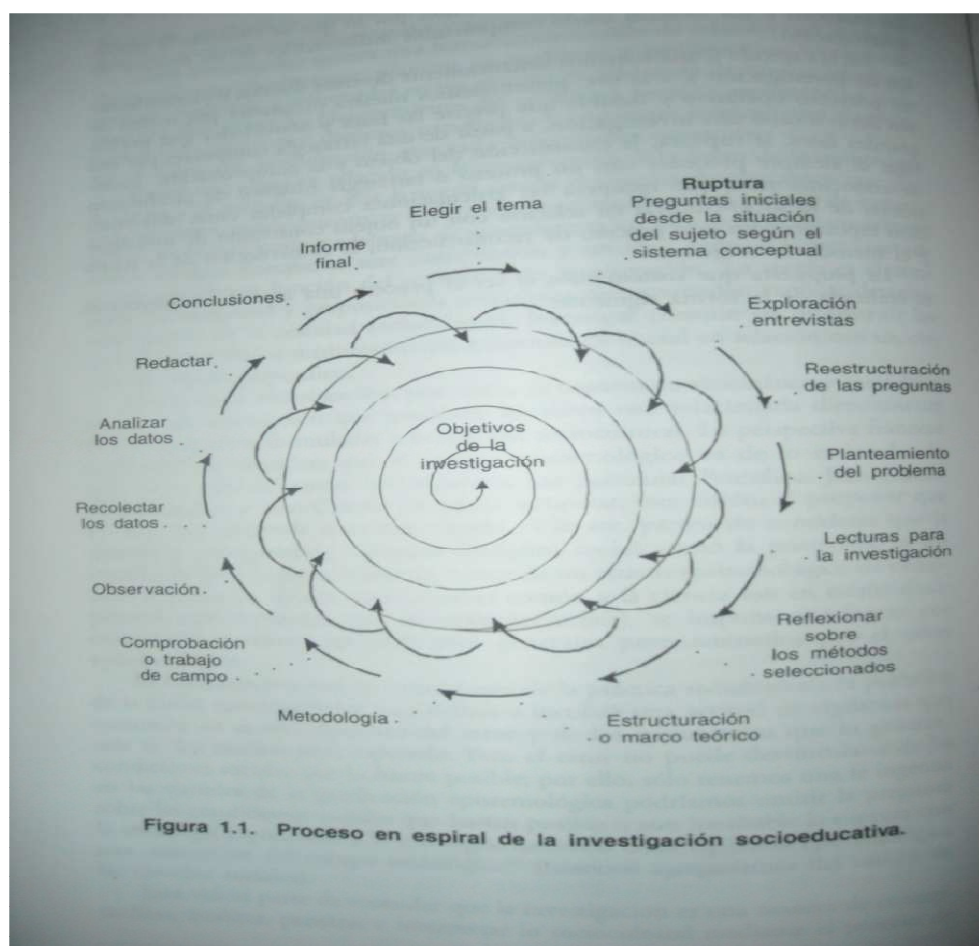 Elegir el tema
Ruptura
Preguntas iniciales
desde la situación
del sujeto según el
sistema conceptual
Exploración
entrevistas
Reestructuración
de las preguntas
Planteamiento
del problema
Lecturas para
la investigación
Reflexionar
sobre
los métodos
seleccionados
Estructuración
o marco teórico
Metodología
Comprobación
o trabajo
de campo
Observación
Recolectar
los datos
Analizar
los datos
Redactar
Conclusiones
Informe
final
Objetivos
de la
investigación
Figura 1.1. Proceso en espiral de la investigación socioeducativa.